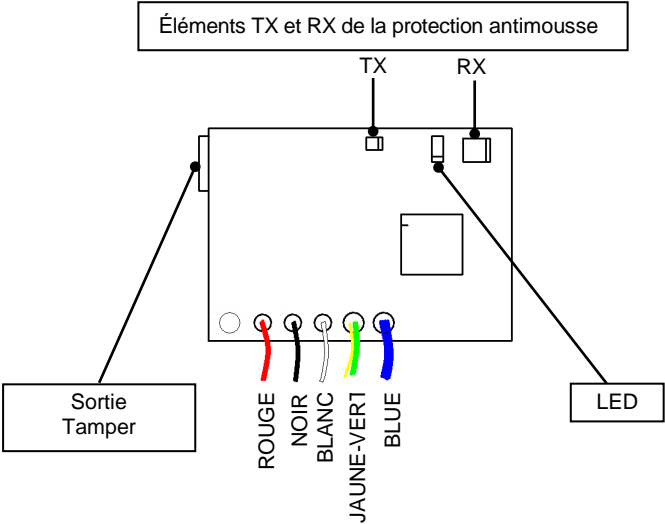 Éléments TX et RX de la protection antimousse
TX
RX
Sortie
Tamper
LED
ROUGE
NOIR
BLANC
JAUNE-VERT
BLUE